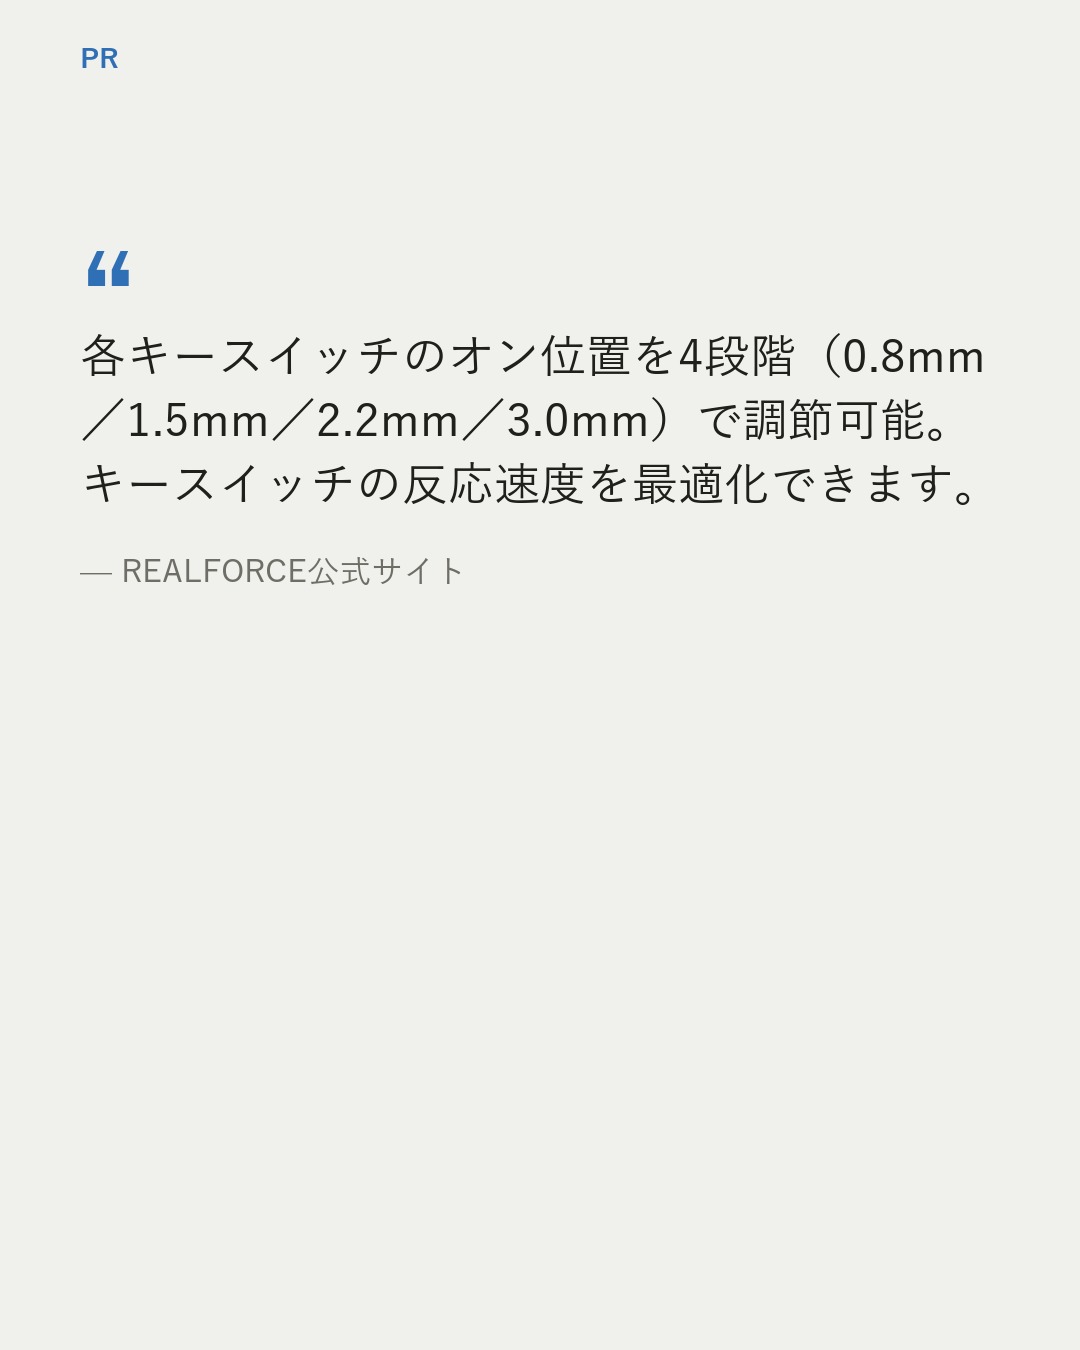 PR
“
各キースイッチのオン位置を4段階（0.8mm
／1.5mm／2.2mm／3.0mm）で調節可能。
キースイッチの反応速度を最適化できます。
— REALFORCE公式サイト